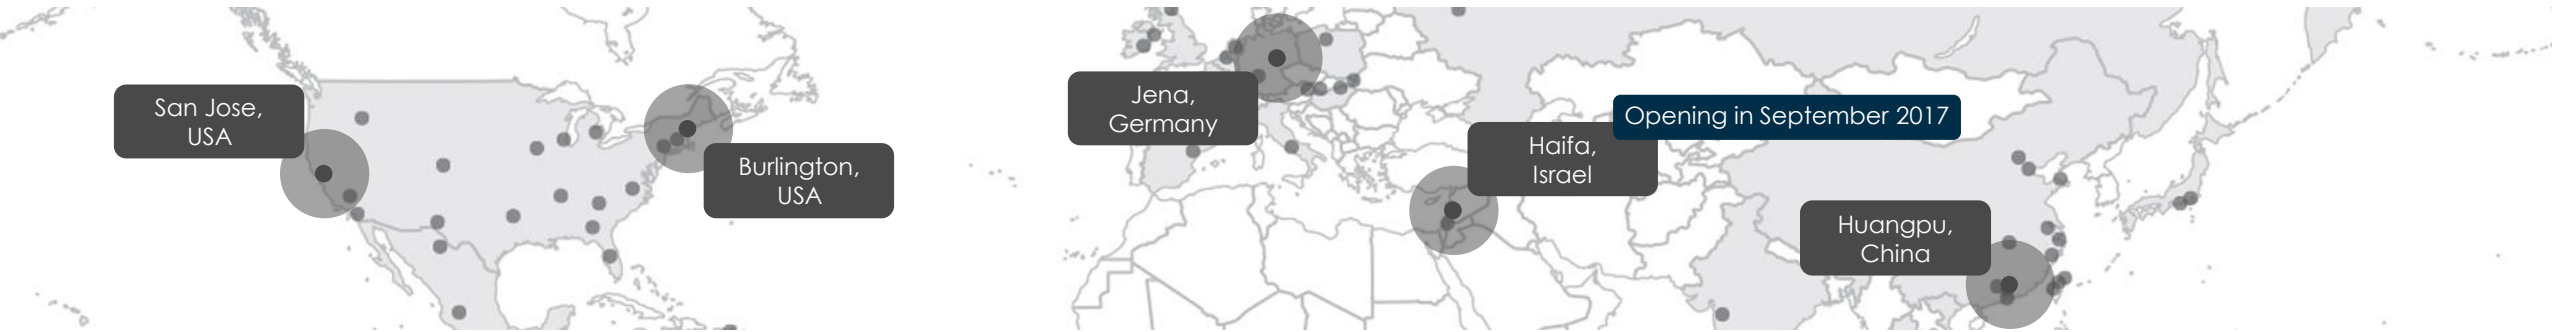 San Jose,
USA
Burlington,
USA
Jena,
Germany
Opening in September 2017
Haifa,
Israel
Huangpu,
China